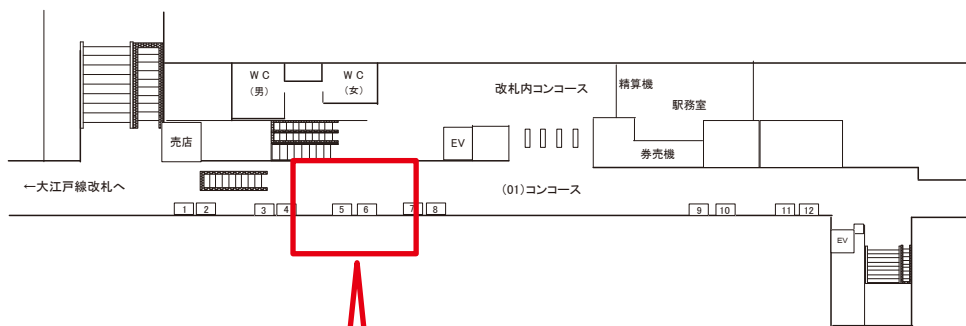 WC
(男)
WC
(女)
改札内コンコース
精算機
駅務室
売店
EV
券売機
←大江戸線改札へ
(01)コンコース
1 2 3 4 5 6 7 8 9 10 11 12
EV